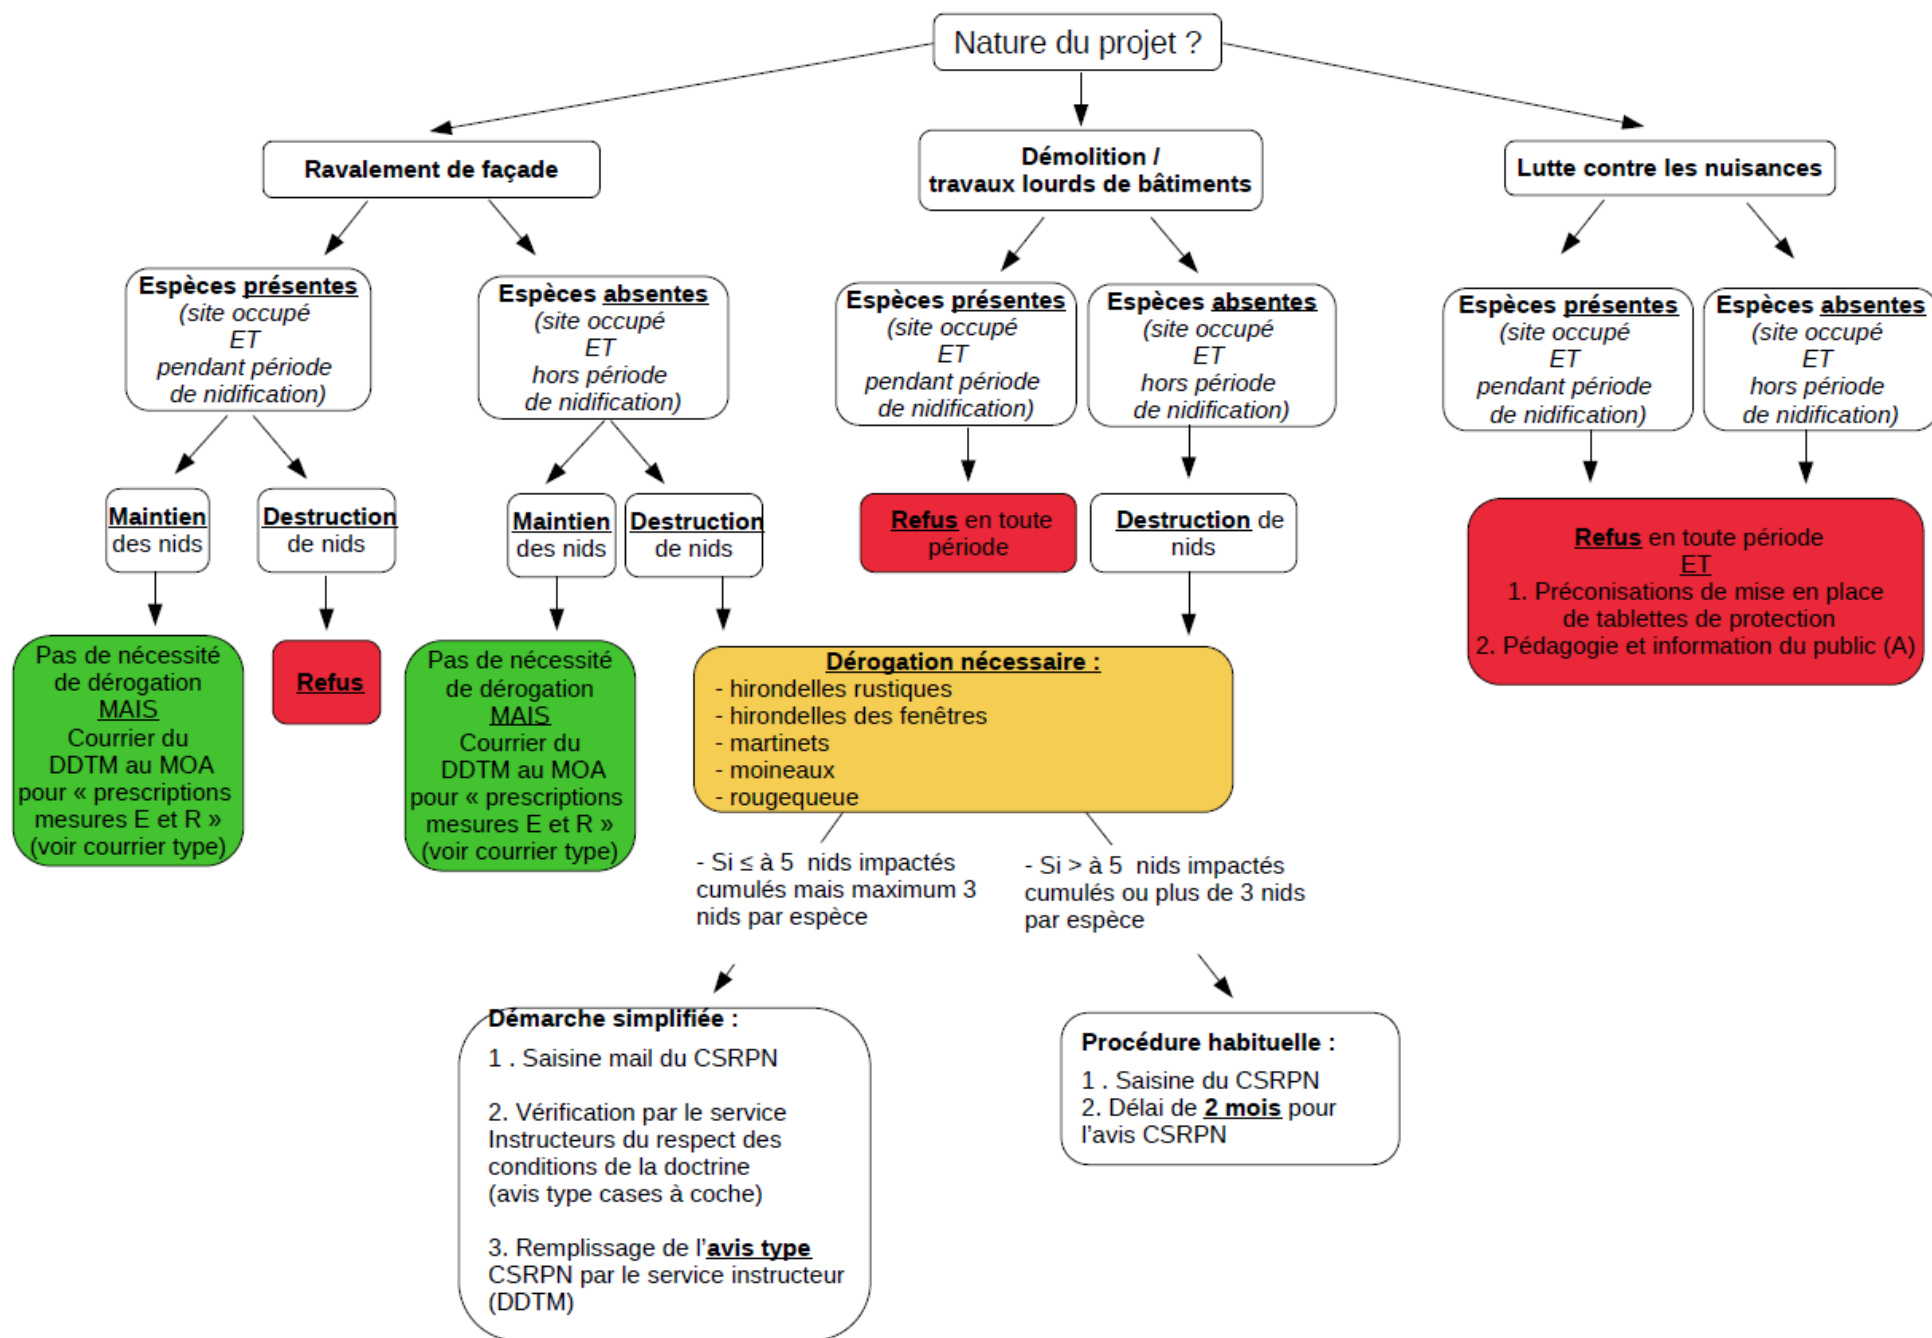 Nature du projet ?
Ravalement de façade
Démolition /
travaux lourds de bâtiments
Lutte contre les nuisances
Espèces présentes
(site occupé
ET
pendant période
de nidification)
Espèces absentes
(site occupé
ET
hors période
de nidification)
Espèces présentes
(site occupé
ET
pendant période
de nidification)
Espèces absentes
(site occupé
ET
hors période
de nidification)
Espèces présentes
(site occupé
ET
pendant période
de nidification)
Espèces absentes
(site occupé
ET
hors période
de nidification)
Maintien
des nids
Destruction
de nids
Maintien
des nids
Destruction
de nids
Refus en toute
période
Destruction de
nids
Refus en toute période
ET
1. Préconisations de mise en place
de tablettes de protection
2. Pédagogie et information du public (A)
Pas de nécessité
de dérogation
MAIS
Courrier du
DDTM au MOA
pour « prescriptions
mesures E et R »
(voir courrier type)
Refus
Pas de nécessité
de dérogation
MAIS
Courrier du
DDTM au MOA
pour « prescriptions
mesures E et R »
(voir courrier type)
Dérogation nécessaire :
- hirondelles rustiques
- hirondelles des fenêtres
- martinets
- moineaux
- rougequeue
- Si ≤ à 5 nids impactés
cumulés mais maximum 3
nids par espèce
- Si > à 5 nids impactés
cumulés ou plus de 3 nids
par espèce
Démarche simplifiée :
1 . Saisine mail du CSRPN
2. Vérification par le service
Instructeurs du respect des
conditions de la doctrine
(avis type cases à coche)
3. Remplissage de l'avis type
CSRPN par le service instructeur
(DDTM)
Procédure habituelle :
1 . Saisine du CSRPN
2. Délai de 2 mois pour
l'avis CSRPN